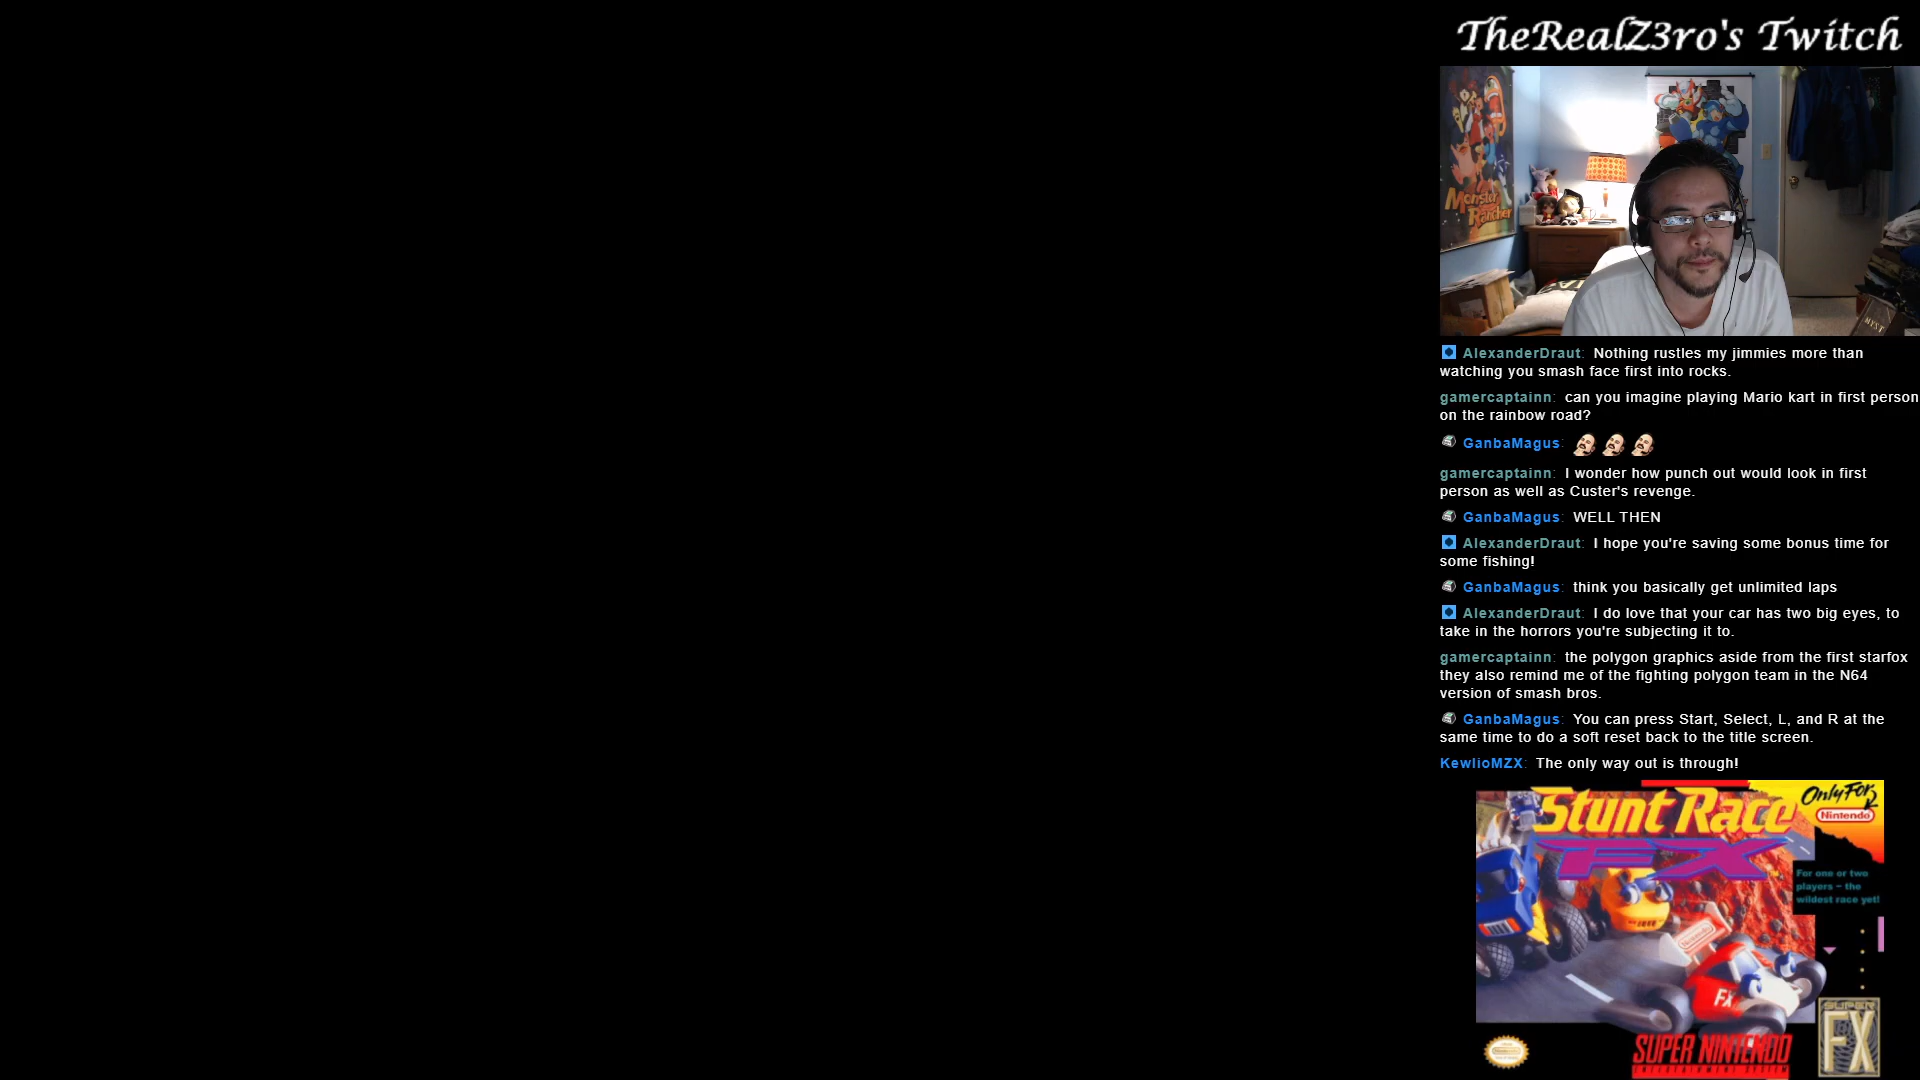 TheRealZ3ro's Twitch
Monster
Rancher
MYST
AlexanderDraut: Nothing rustles my jimmies more than
watching you smash face first into rocks.
gamercaptainn: can you imagine playing Mario kart in first person
on the rainbow road?
GanbaMagus:
gamercaptainn: I wonder how punch out would look in first
person as well as Custer's revenge.
GanbaMagus: WELL THEN
AlexanderDraut: I hope you're saving some bonus time for
some fishing!
GanbaMagus: think you basically get unlimited laps
AlexanderDraut: I do love that your car has two big eyes, to
take in the horrors you're subjecting it to.
gamercaptainn: the polygon graphics aside from the first starfox
they also remind me of the fighting polygon team in the N64
version of smash bros.
GanbaMagus: You can press Start, Select, L, and R at the
same time to do a soft reset back to the title screen.
KewlioMZX: The only way out is through!
Stunt Race
FX
Only For
Nintendo
For one or two
players - the
wildest race yet!
Nintendo
FX
SUPER
FX
SUPER NINTENDO
ENTERTAINMENT SYSTEM